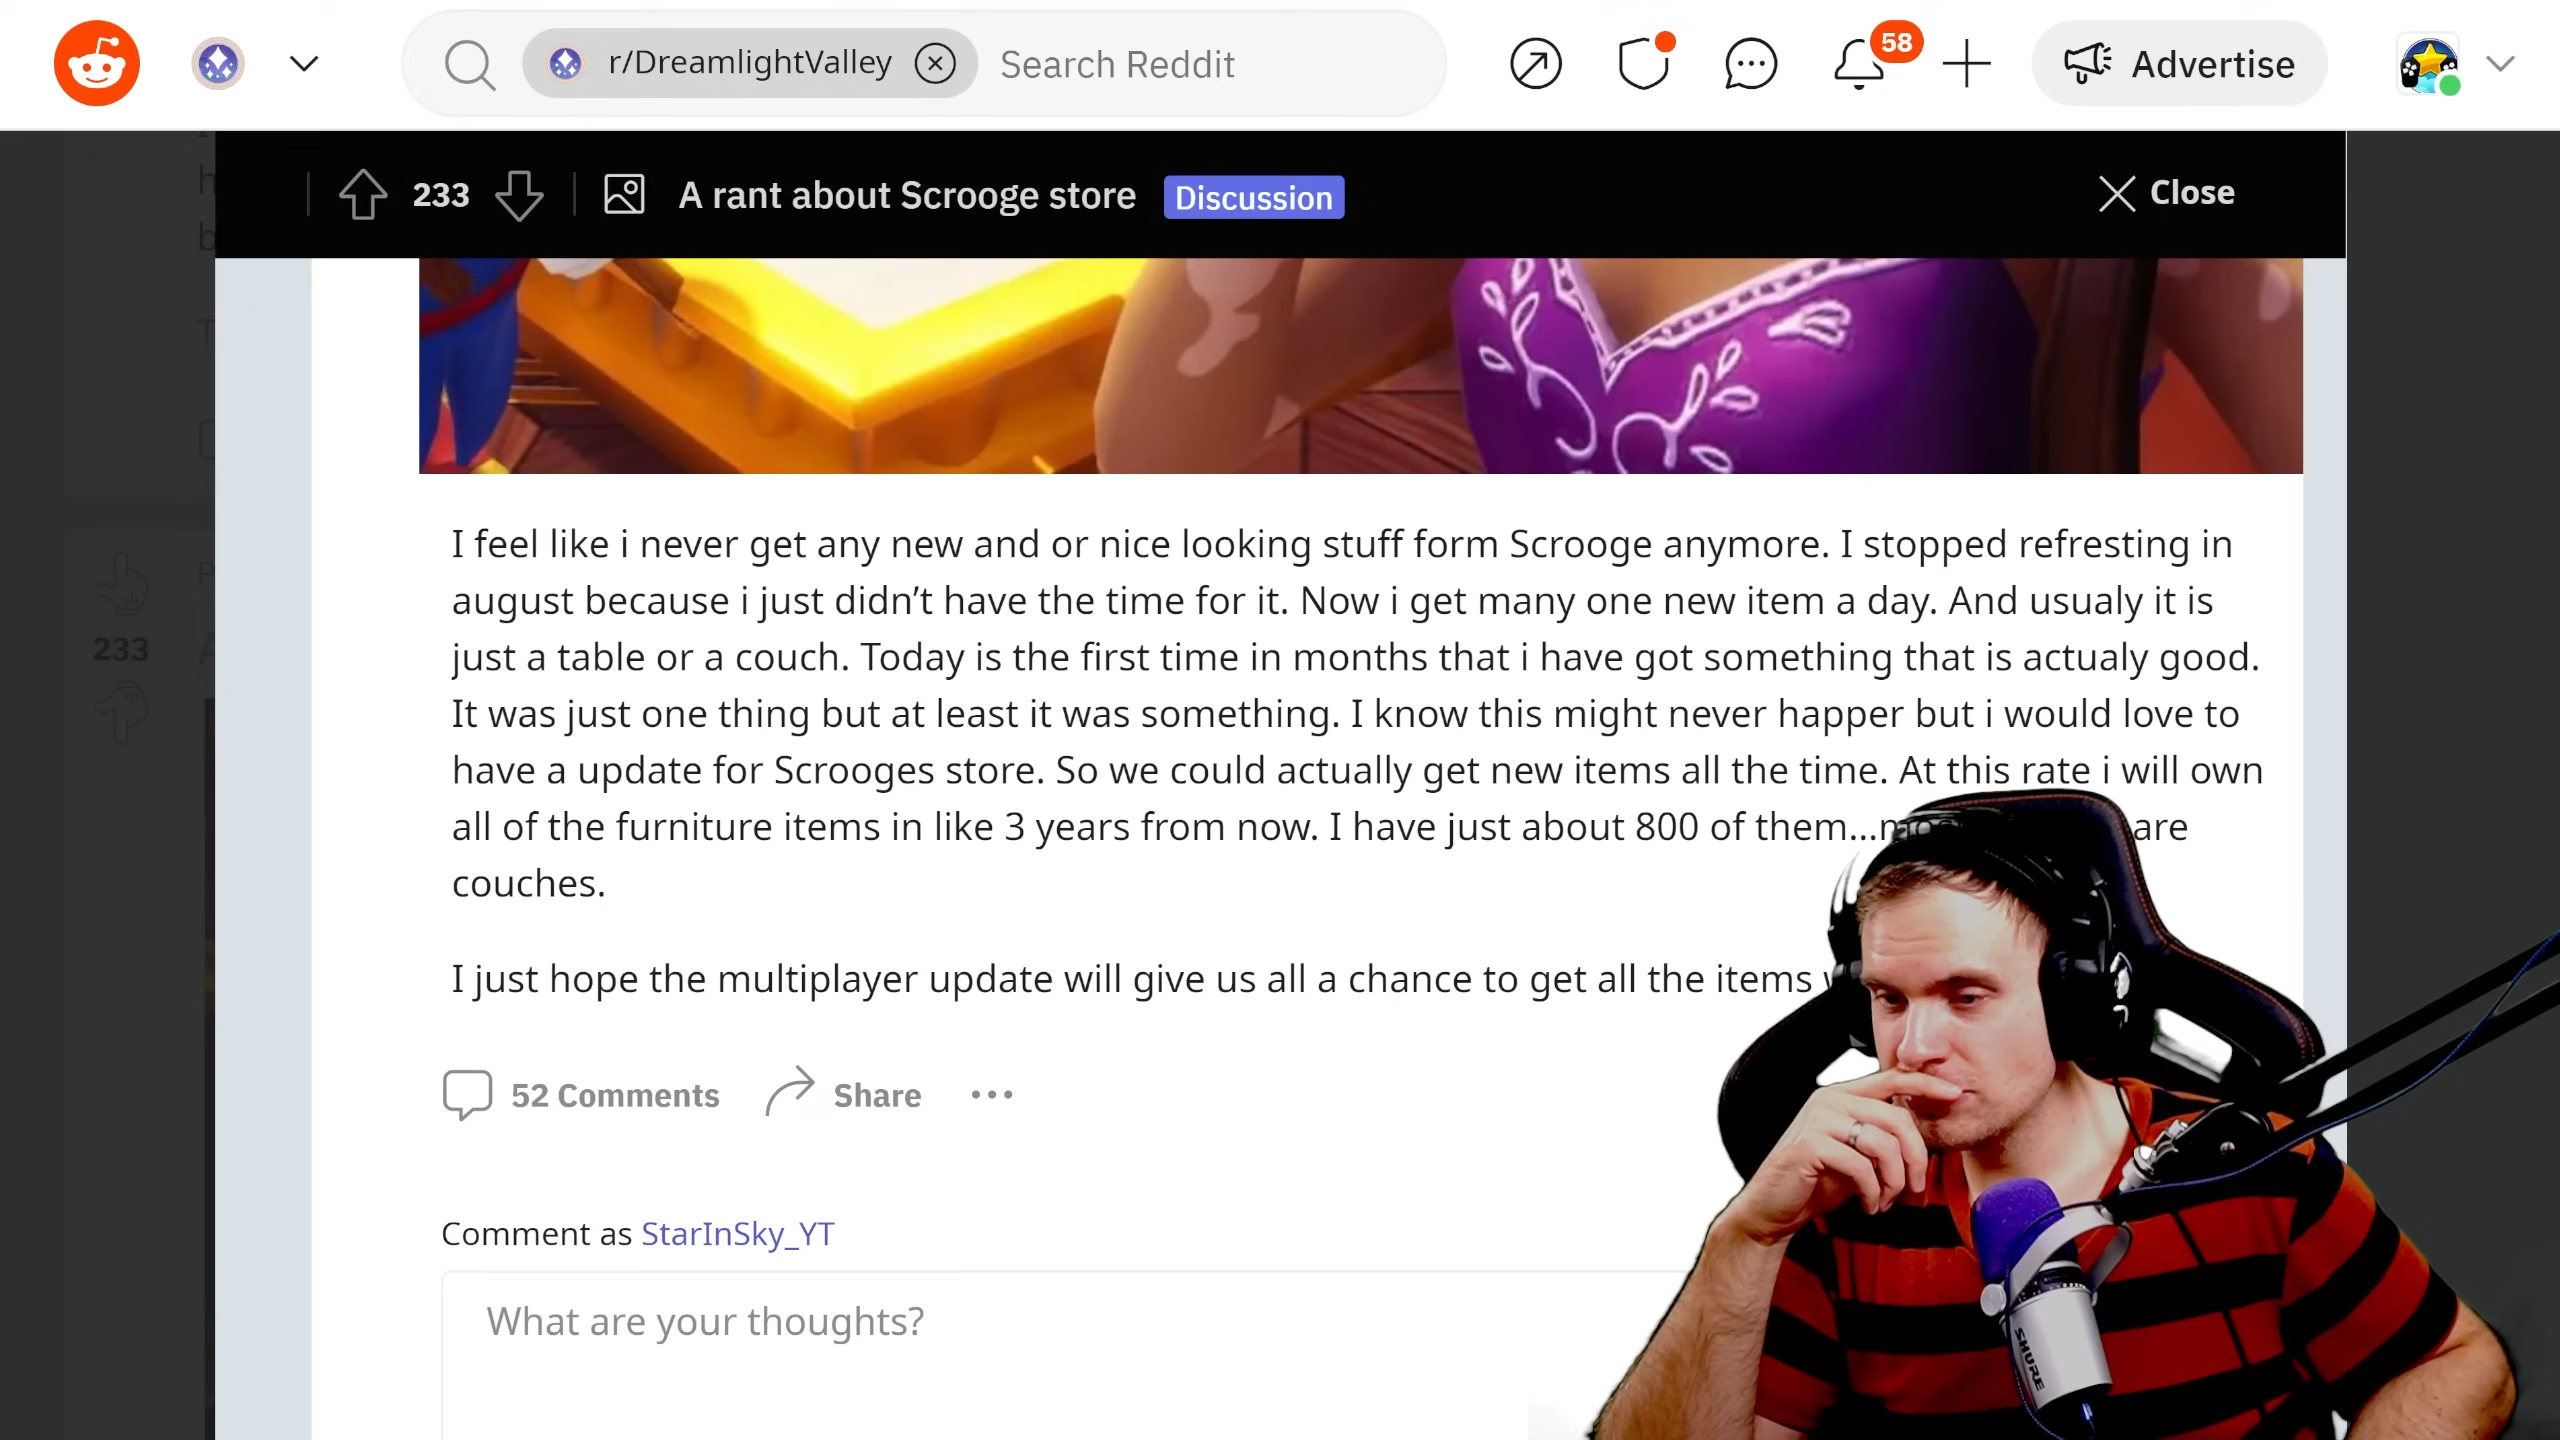 r/DreamlightValley
Search Reddit
58
Advertise
233
A rant about Scrooge store
Discussion
Close
233
I feel like i never get any new and or nice looking stuff form Scrooge anymore. I stopped refresting in
august because i just didn’t have the time for it. Now i get many one new item a day. And usualy it is
just a table or a couch. Today is the first time in months that i have got something that is actualy good.
It was just one thing but at least it was something. I know this might never happer but i would love to
have a update for Scrooges store. So we could actually get new items all the time. At this rate i will own
all of the furniture items in like 3 years from now. I have just about 800 of them... are
couches.
I just hope the multiplayer update will give us all a chance to get all the items
52 Comments
Share
Comment as StarInSky_YT
What are your thoughts?
SHURE